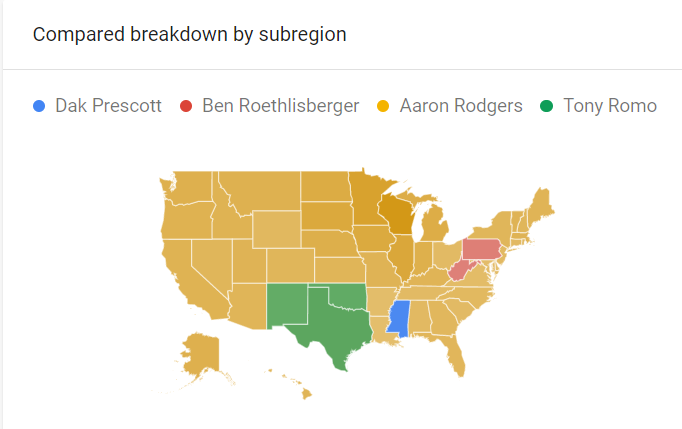 Compared breakdown by subregion
Dak Prescott Ben Roethlisberger Aaron Rodgers Tony Romo